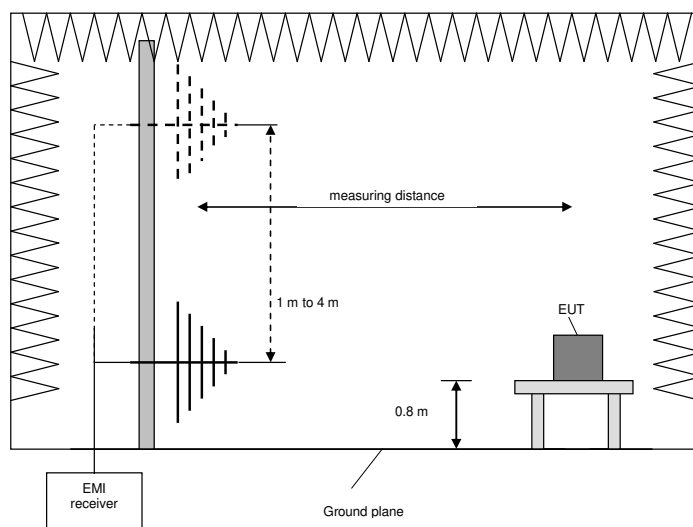 measuring distance
1 m to 4 m
EUT
0.8 m
EMI
receiver
Ground plane